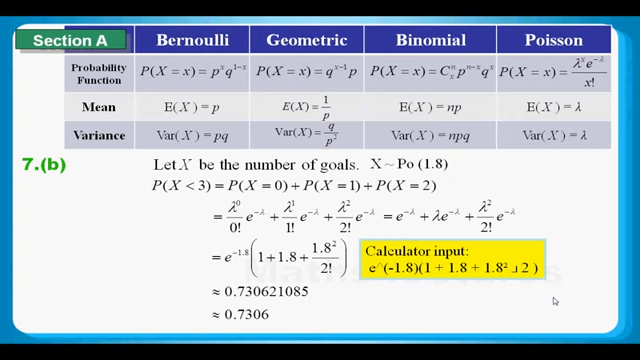 Section A Bernoulli Geometric Binomial Poisson
Probability Function P(X = x) = p^x q^{1−x} P(X = x) = q^{x−1} p P(X = x) = C_x^n p^{n−x} q^x P(X = x) = λ^x e^{−λ} / x!
Mean E(X) = p E(X) = 1/p E(X) = np E(X) = λ
Variance Var(X) = pq Var(X) = q/p² Var(X) = npq Var(X) = λ
7.(b) Let X be the number of goals. X ~ Po (1.8)
P(X < 3) = P(X = 0) + P(X = 1) + P(X = 2)
= λ^0/0! e^{−λ} + λ^1/1! e^{−λ} + λ^2/2! e^{−λ} = e^{−λ} + λe^{−λ} + λ^2/2! e^{−λ}
= e^{−1.8} (1 + 1.8 + 1.8²/2!)
Calculator input:
e^(-1.8)(1 + 1.8 + 1.8² ┘ 2 )
≈ 0.730621085
≈ 0.7306